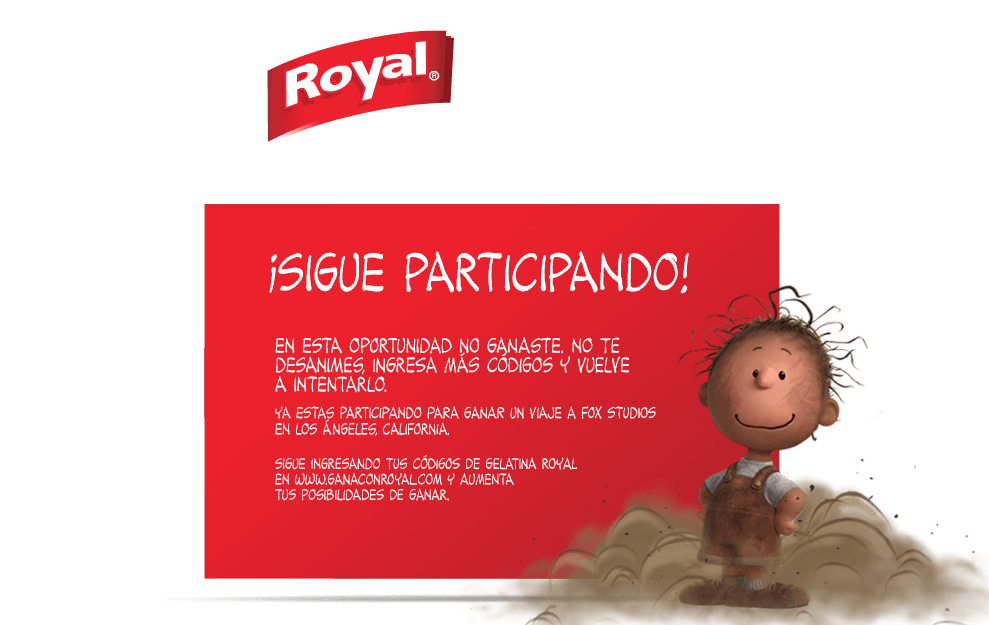 Royal®
¡SIGUE PARTICIPANDO!
EN ESTA OPORTUNIDAD NO GANASTE. NO TE
DESANIMES, INGRESA MÁS CÓDIGOS Y VUELVE
A INTENTARLO.
YA ESTAS PARTICIPANDO PARA GANAR UN VIAJE A FOX STUDIOS
EN LOS ÁNGELES, CALIFORNIA.
SIGUE INGRESANDO TUS CÓDIGOS DE GELATINA ROYAL
EN WWW.GANACONROYAL.COM Y AUMENTA
TUS POSIBILIDADES DE GANAR.